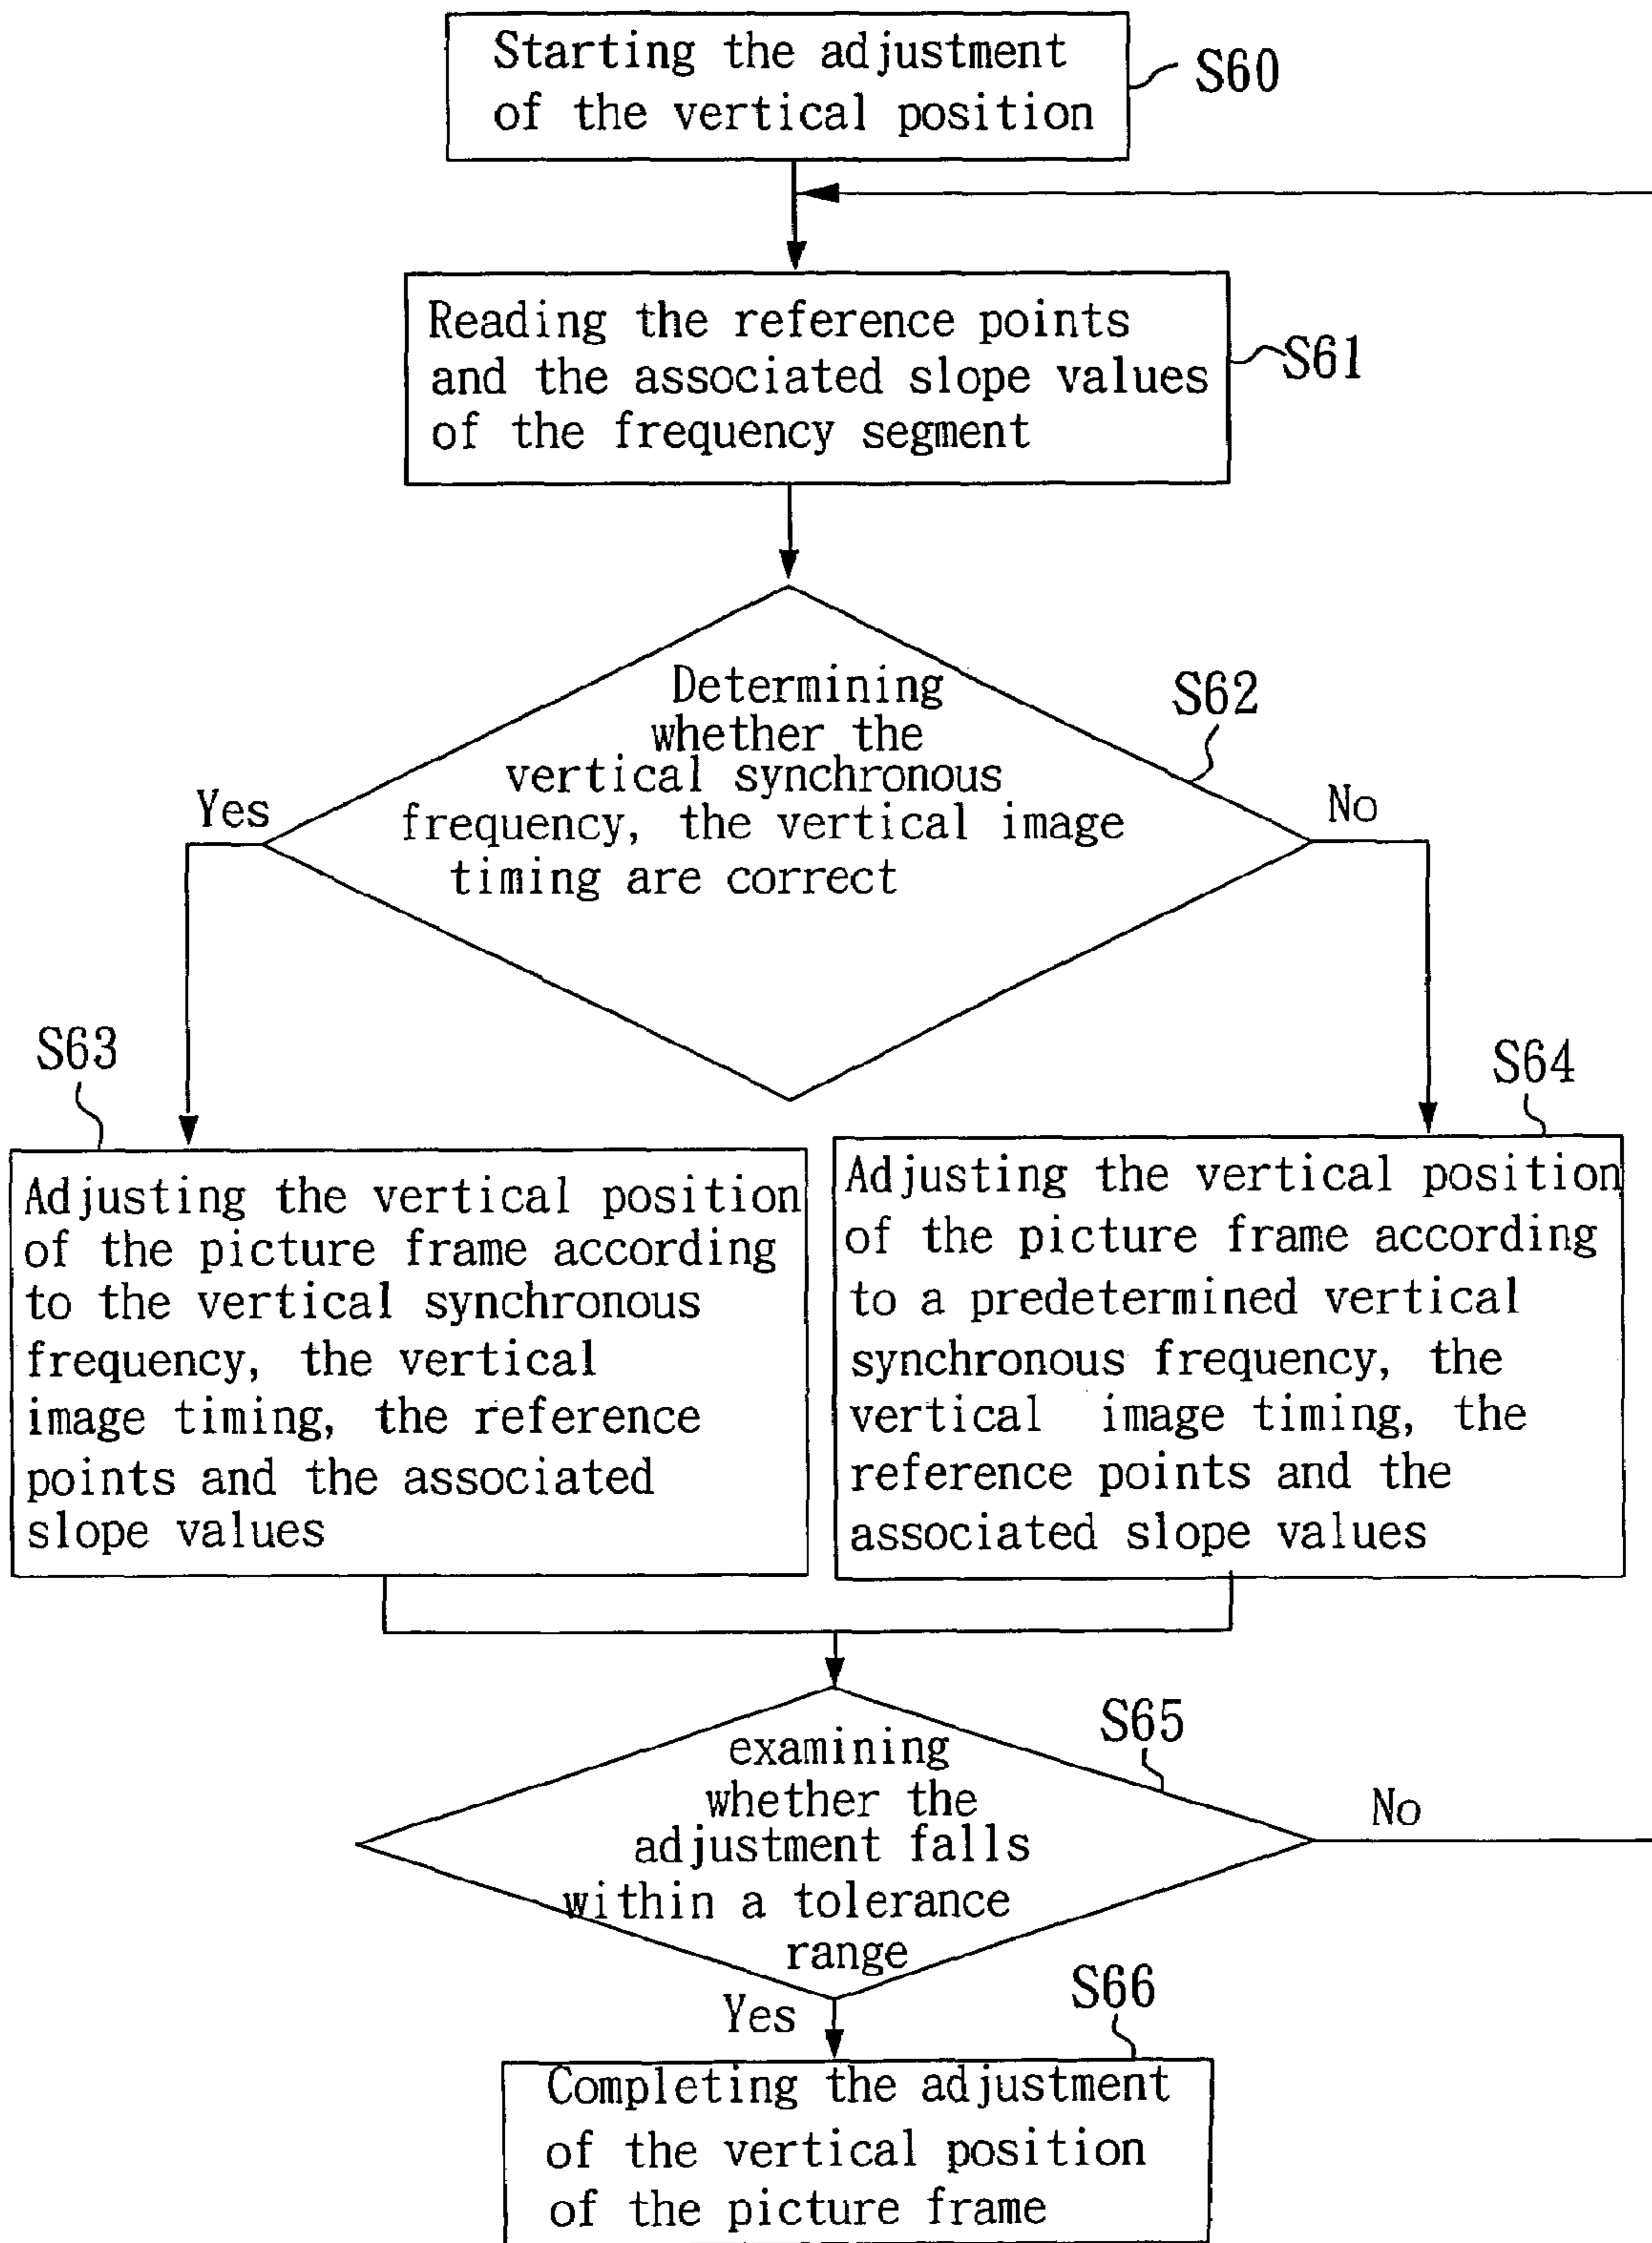 Starting the adjustment
of the vertical position
S60
Reading the reference points
and the associated slope values
of the frequency segment
S61
Determining
whether the
vertical synchronous
frequency, the vertical image
timing are correct
S62
Yes
No
S63
Adjusting the vertical position
of the picture frame according
to the vertical synchronous
frequency, the vertical
image timing, the reference
points and the associated
slope values
S64
Adjusting the vertical position
of the picture frame according
to a predetermined vertical
synchronous frequency, the
vertical image timing, the
reference points and the
associated slope values
S65
examining
whether the
adjustment falls
within a tolerance
range
No
Yes
S66
Completing the adjustment
of the vertical position
of the picture frame